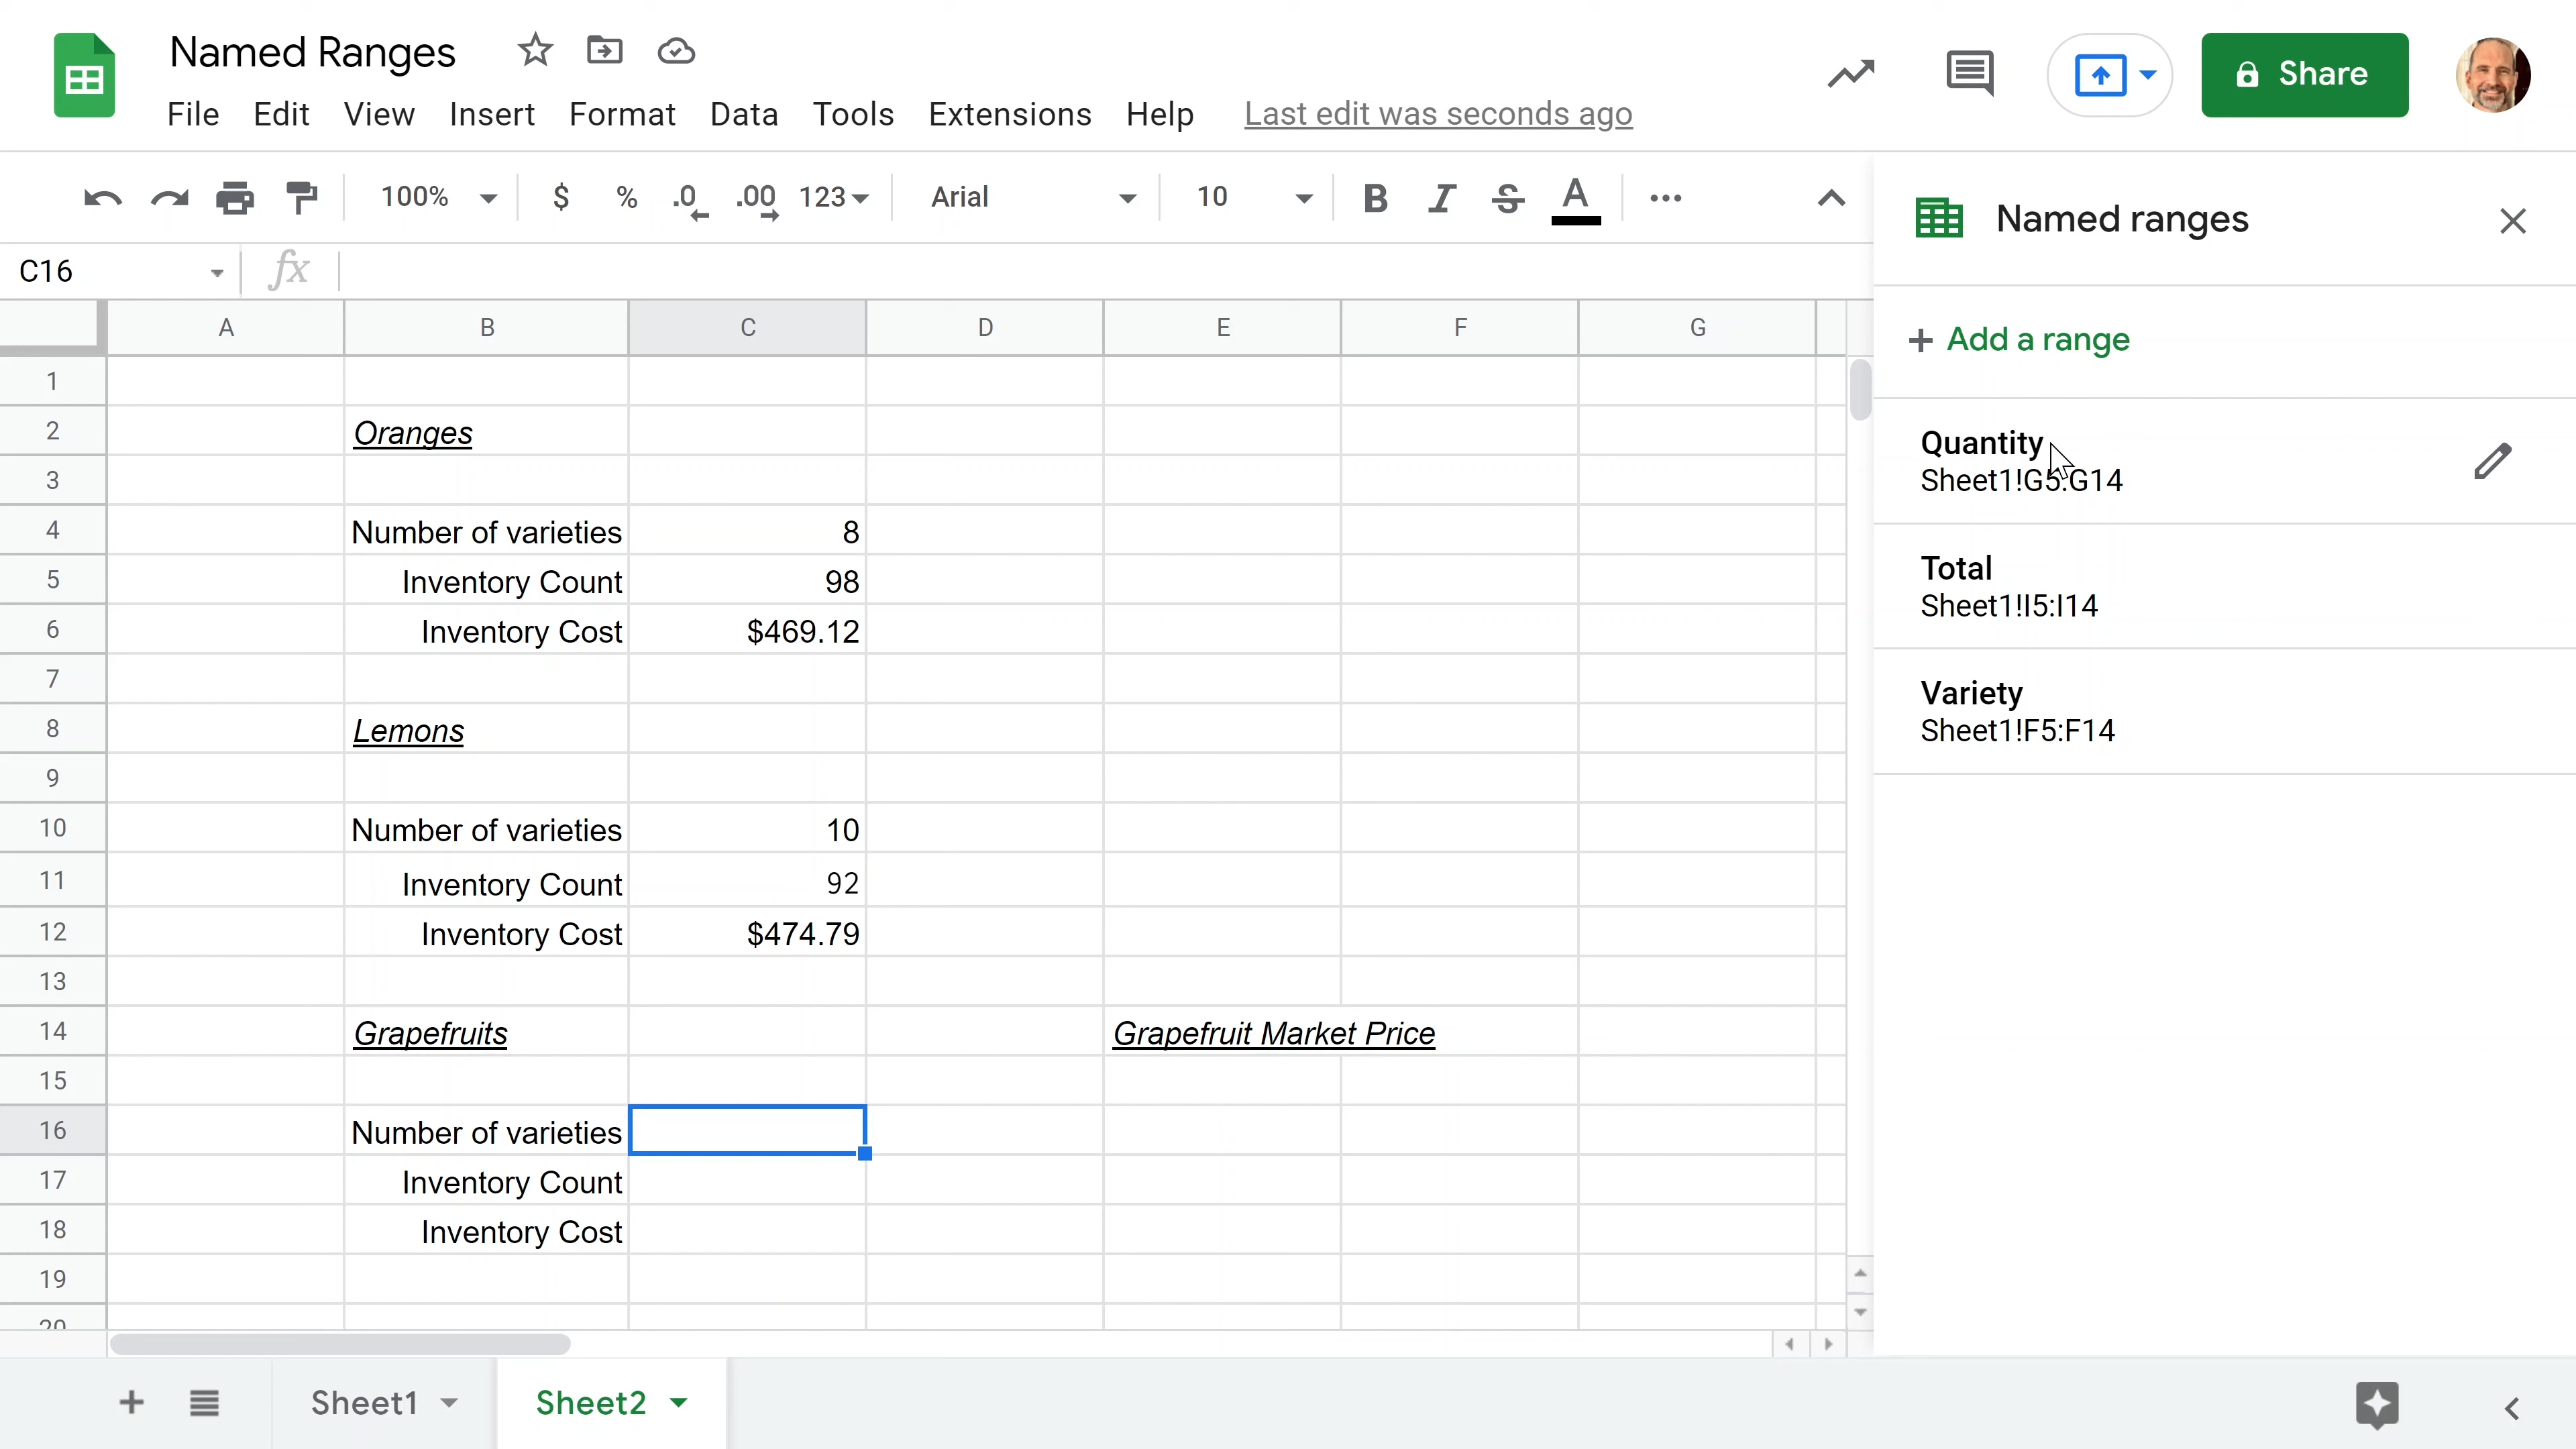 Named Ranges
File Edit View Insert Format Data Tools Extensions Help Last edit was seconds ago
Share
100% $ % .0 .00 123 Arial 10 B I S A
Named ranges
C16 fx
+ Add a range
A B C D E F G
1
2 Oranges
3
4 Number of varieties 8
5 Inventory Count 98
6 Inventory Cost $469.12
7
8 Lemons
9
10 Number of varieties 10
11 Inventory Count 92
12 Inventory Cost $474.79
13
14 Grapefruits Grapefruit Market Price
15
16 Number of varieties
17 Inventory Count
18 Inventory Cost
19
20
Quantity
Sheet1!G5:G14
Total
Sheet1!I5:I14
Variety
Sheet1!F5:F14
+ Sheet1 Sheet2